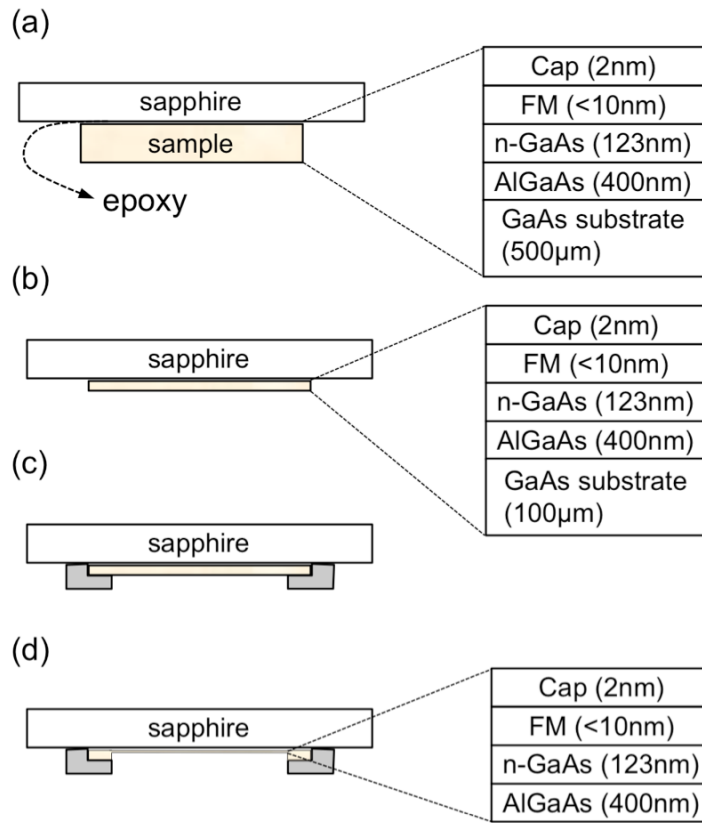 (a)
sapphire
sample
epoxy
Cap (2nm)
FM (<10nm)
n-GaAs (123nm)
AlGaAs (400nm)
GaAs substrate
(500μm)
(b)
sapphire
Cap (2nm)
FM (<10nm)
n-GaAs (123nm)
AlGaAs (400nm)
GaAs substrate
(100μm)
(c)
sapphire
(d)
sapphire
Cap (2nm)
FM (<10nm)
n-GaAs (123nm)
AlGaAs (400nm)